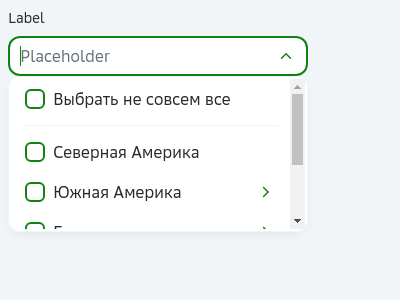 Label
Placeholder
Выбрать не совсем все
Северная Америка
Южная Америка